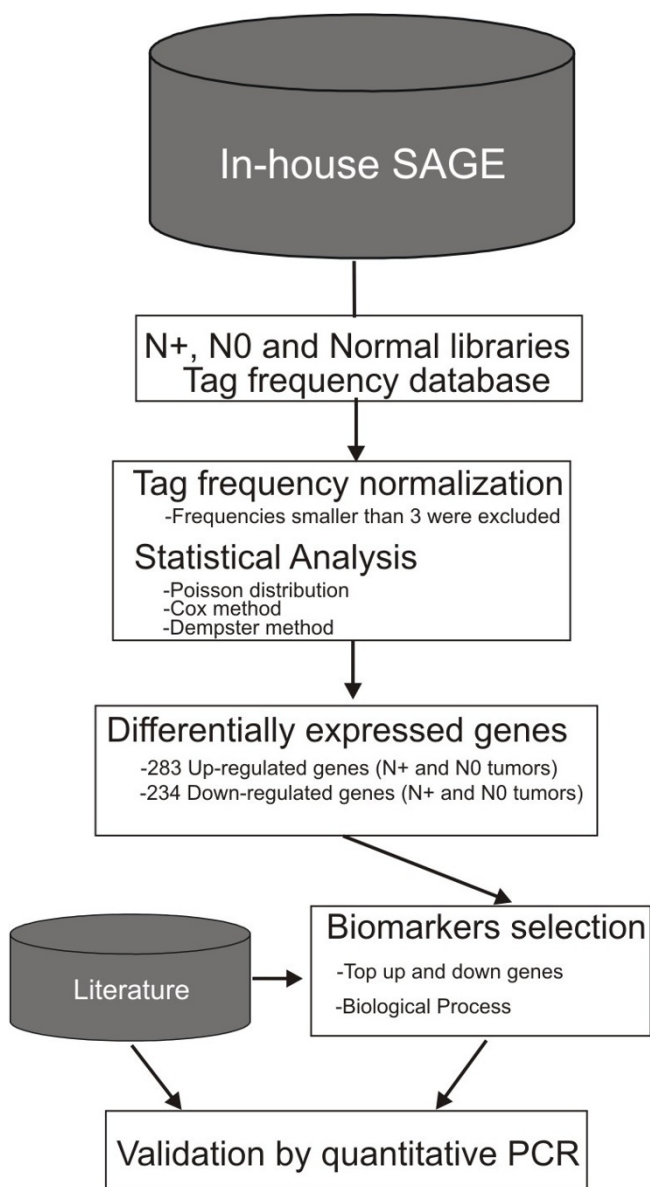 In-house SAGE
N+, N0 and Normal libraries
Tag frequency database
Tag frequency normalization
-Frequencies smaller than 3 were excluded
Statistical Analysis
-Poisson distribution
-Cox method
-Dempster method
Differentially expressed genes
-283 Up-regulated genes (N+ and N0 tumors)
-234 Down-regulated genes (N+ and N0 tumors)
Literature
Biomarkers selection
-Top up and down genes
-Biological Process
Validation by quantitative PCR